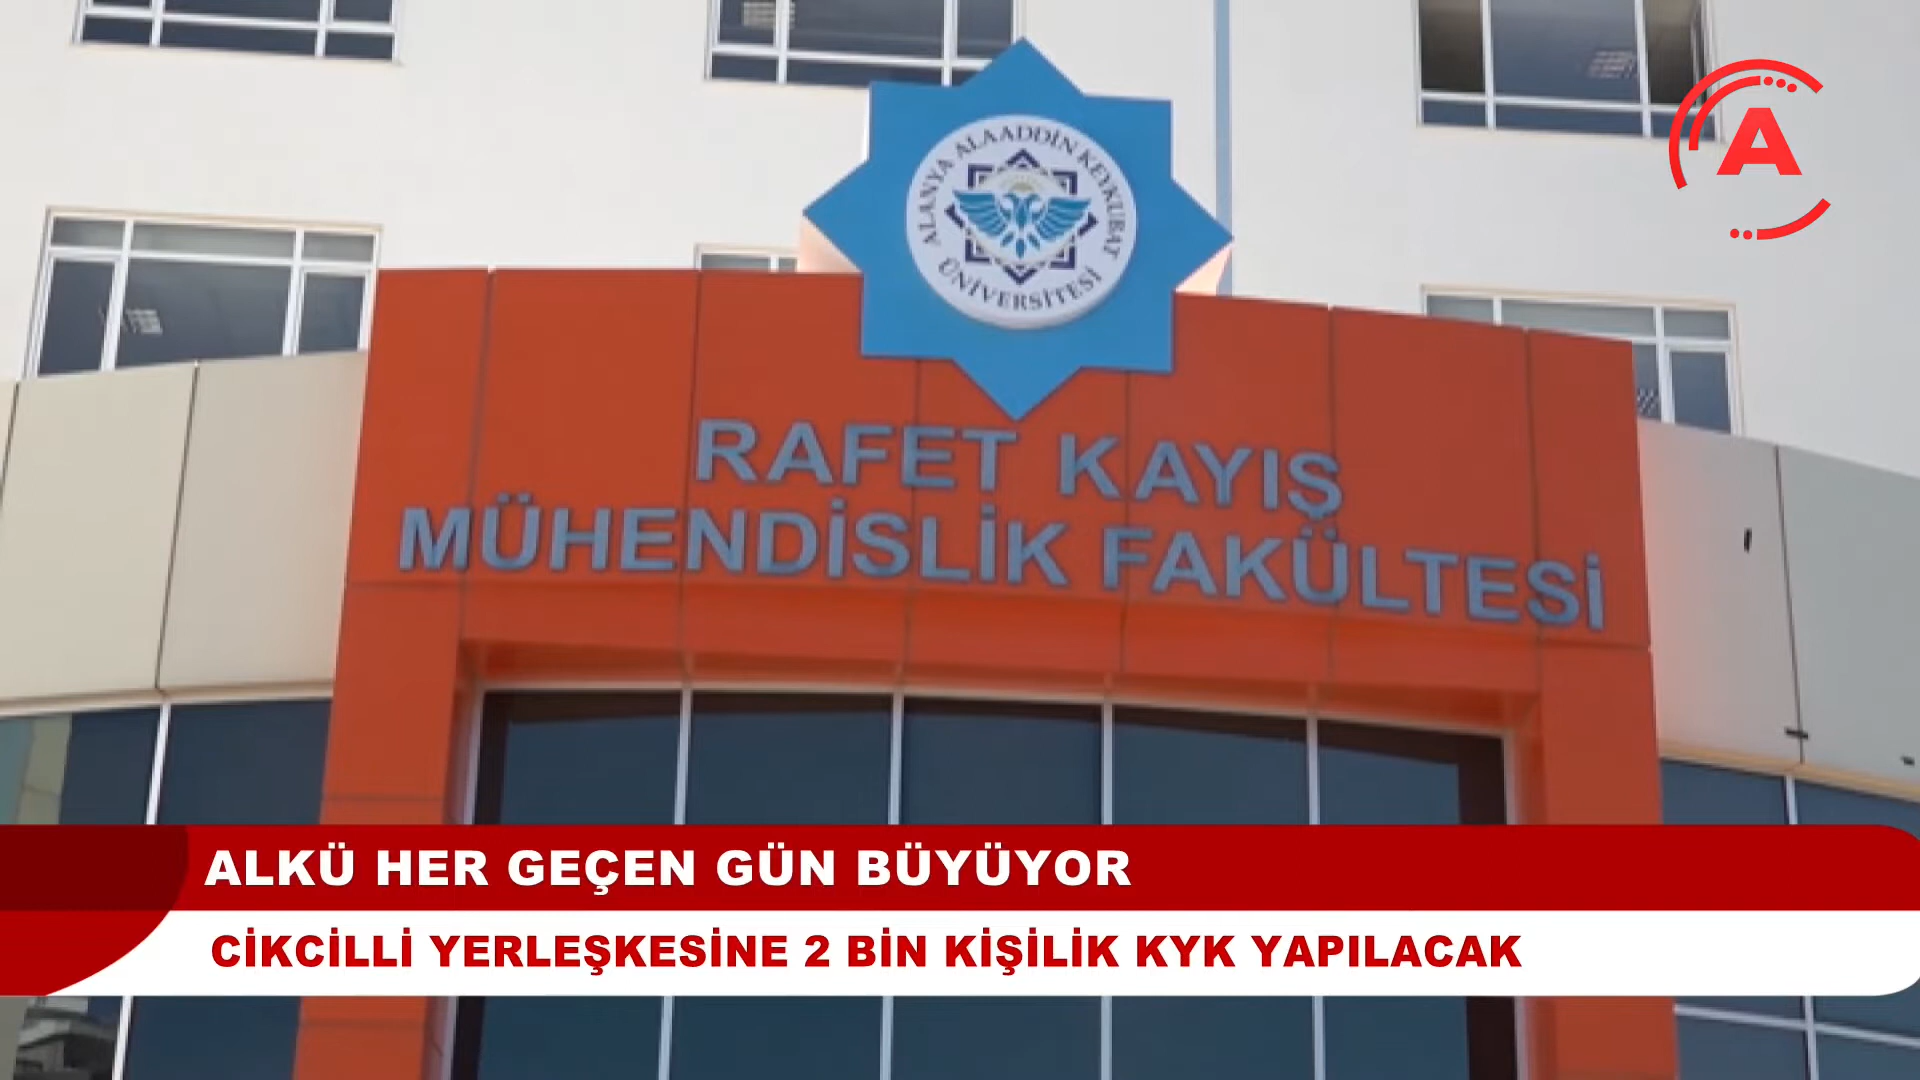 ALANYA ALAADDİN KEYKUBAT
ÜNİVERSİTESİ
A
RAFET KAYIŞ
MÜHENDİSLİK FAKÜLTESİ
ALKÜ HER GEÇEN GÜN BÜYÜYOR
CİKCİLLİ YERLEŞKESİNE 2 BİN KİŞİLİK KYK YAPILACAK